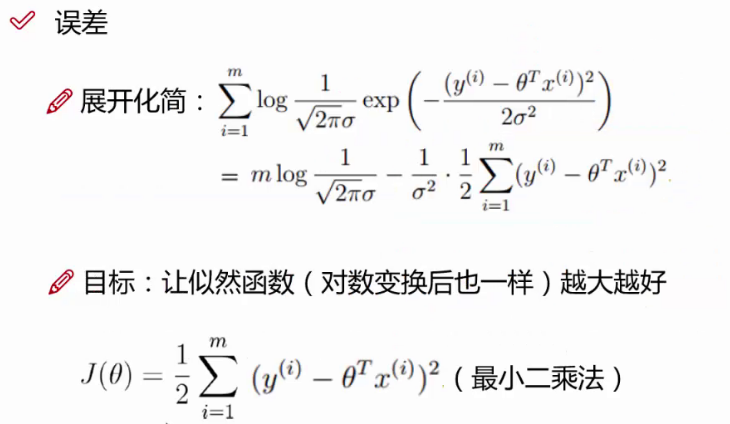 误差
展开化简：$\sum_{i=1}^{m} \log \frac{1}{\sqrt{2\pi}\sigma} \exp\left(-\frac{(y^{(i)} - \theta^T x^{(i)})^2}{2\sigma^2}\right)$
$= m \log \frac{1}{\sqrt{2\pi}\sigma} - \frac{1}{\sigma^2} \cdot \frac{1}{2} \sum_{i=1}^{m} (y^{(i)} - \theta^T x^{(i)})^2.$
目标：让似然函数（对数变换后也一样）越大越好
$J(\theta) = \frac{1}{2} \sum_{i=1}^{m} (y^{(i)} - \theta^T x^{(i)})^2.$（最小二乘法）